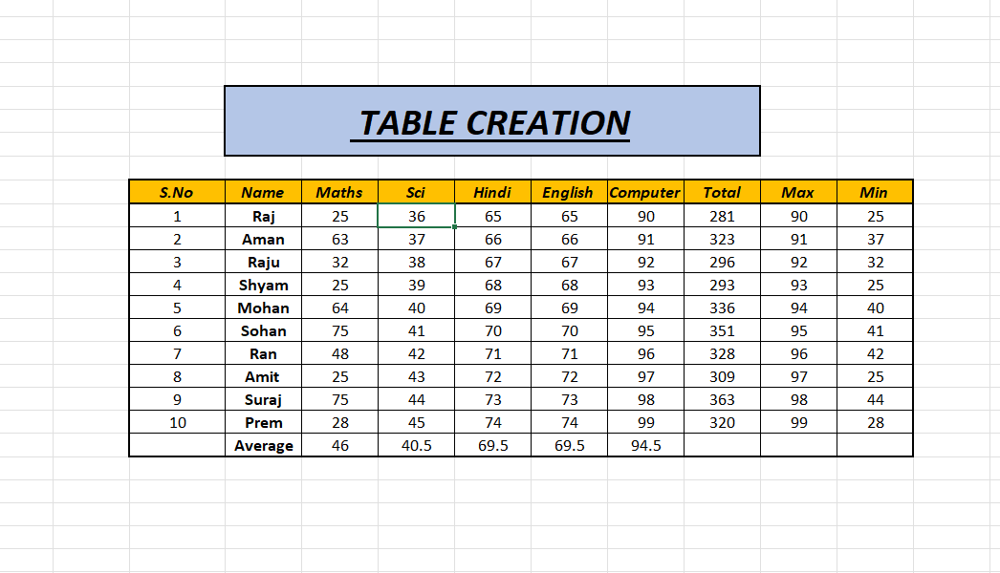 TABLE CREATION
S.No Name Maths Sci Hindi English Computer Total Max Min
1 Raj 25 36 65 65 90 281 90 25
2 Aman 63 37 66 66 91 323 91 37
3 Raju 32 38 67 67 92 296 92 32
4 Shyam 25 39 68 68 93 293 93 25
5 Mohan 64 40 69 69 94 336 94 40
6 Sohan 75 41 70 70 95 351 95 41
7 Ran 48 42 71 71 96 328 96 42
8 Amit 25 43 72 72 97 309 97 25
9 Suraj 75 44 73 73 98 363 98 44
10 Prem 28 45 74 74 99 320 99 28
Average 46 40.5 69.5 69.5 94.5